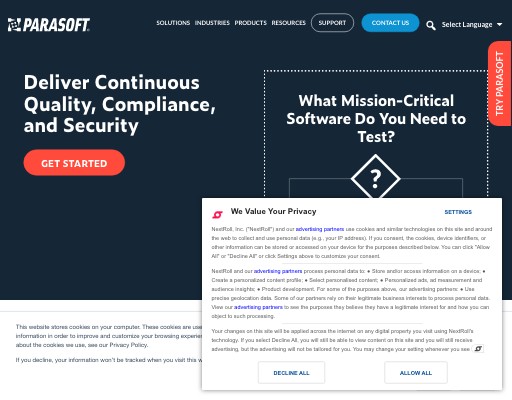 PARASOFT
SOLUTIONS INDUSTRIES PRODUCTS RESOURCES SUPPORT CONTACT US Select Language
TRY PARASOFT
Deliver Continuous
Quality, Compliance,
and Security
GET STARTED
What Mission-Critical
Software Do You Need to
Test?
?
We Value Your Privacy
SETTINGS
NextRoll, Inc. ("NextRoll") and our advertising partners use cookies and similar technologies on this site and around
the web to collect and use personal data (e.g., your IP address). If you consent, the cookies, device identifiers, or
other information can be stored or accessed on your device for the purposes described below. You can click "Allow
All" or "Decline All" or click Settings above to customize your consent.
NextRoll and our advertising partners process personal data to: ● Store and/or access information on a device; ●
Create a personalized content profile; ● Select personalised content; ● Personalized ads, ad measurement and
audience insights; ● Product development. For some of the purposes above, our advertising partners: ● Use
precise geolocation data. Some of our partners rely on their legitimate business interests to process personal data.
View our advertising partners to see the purposes they believe they have a legitimate interest for and how you can
object to such processing.
Your changes on this site will be applied across the internet on any digital property you visit using NextRoll's
technology. If you select Decline All, you will still be able to view content on this site and you will still receive
advertising, but the advertising will not be tailored for you. You may change your setting whenever you see
DECLINE ALL
ALLOW ALL
This website stores cookies on your computer. These cookies are use
information in order to improve and customize your browsing experie
about the cookies we use, see our Privacy Policy.
If you decline, your information won't be tracked when you visit this w